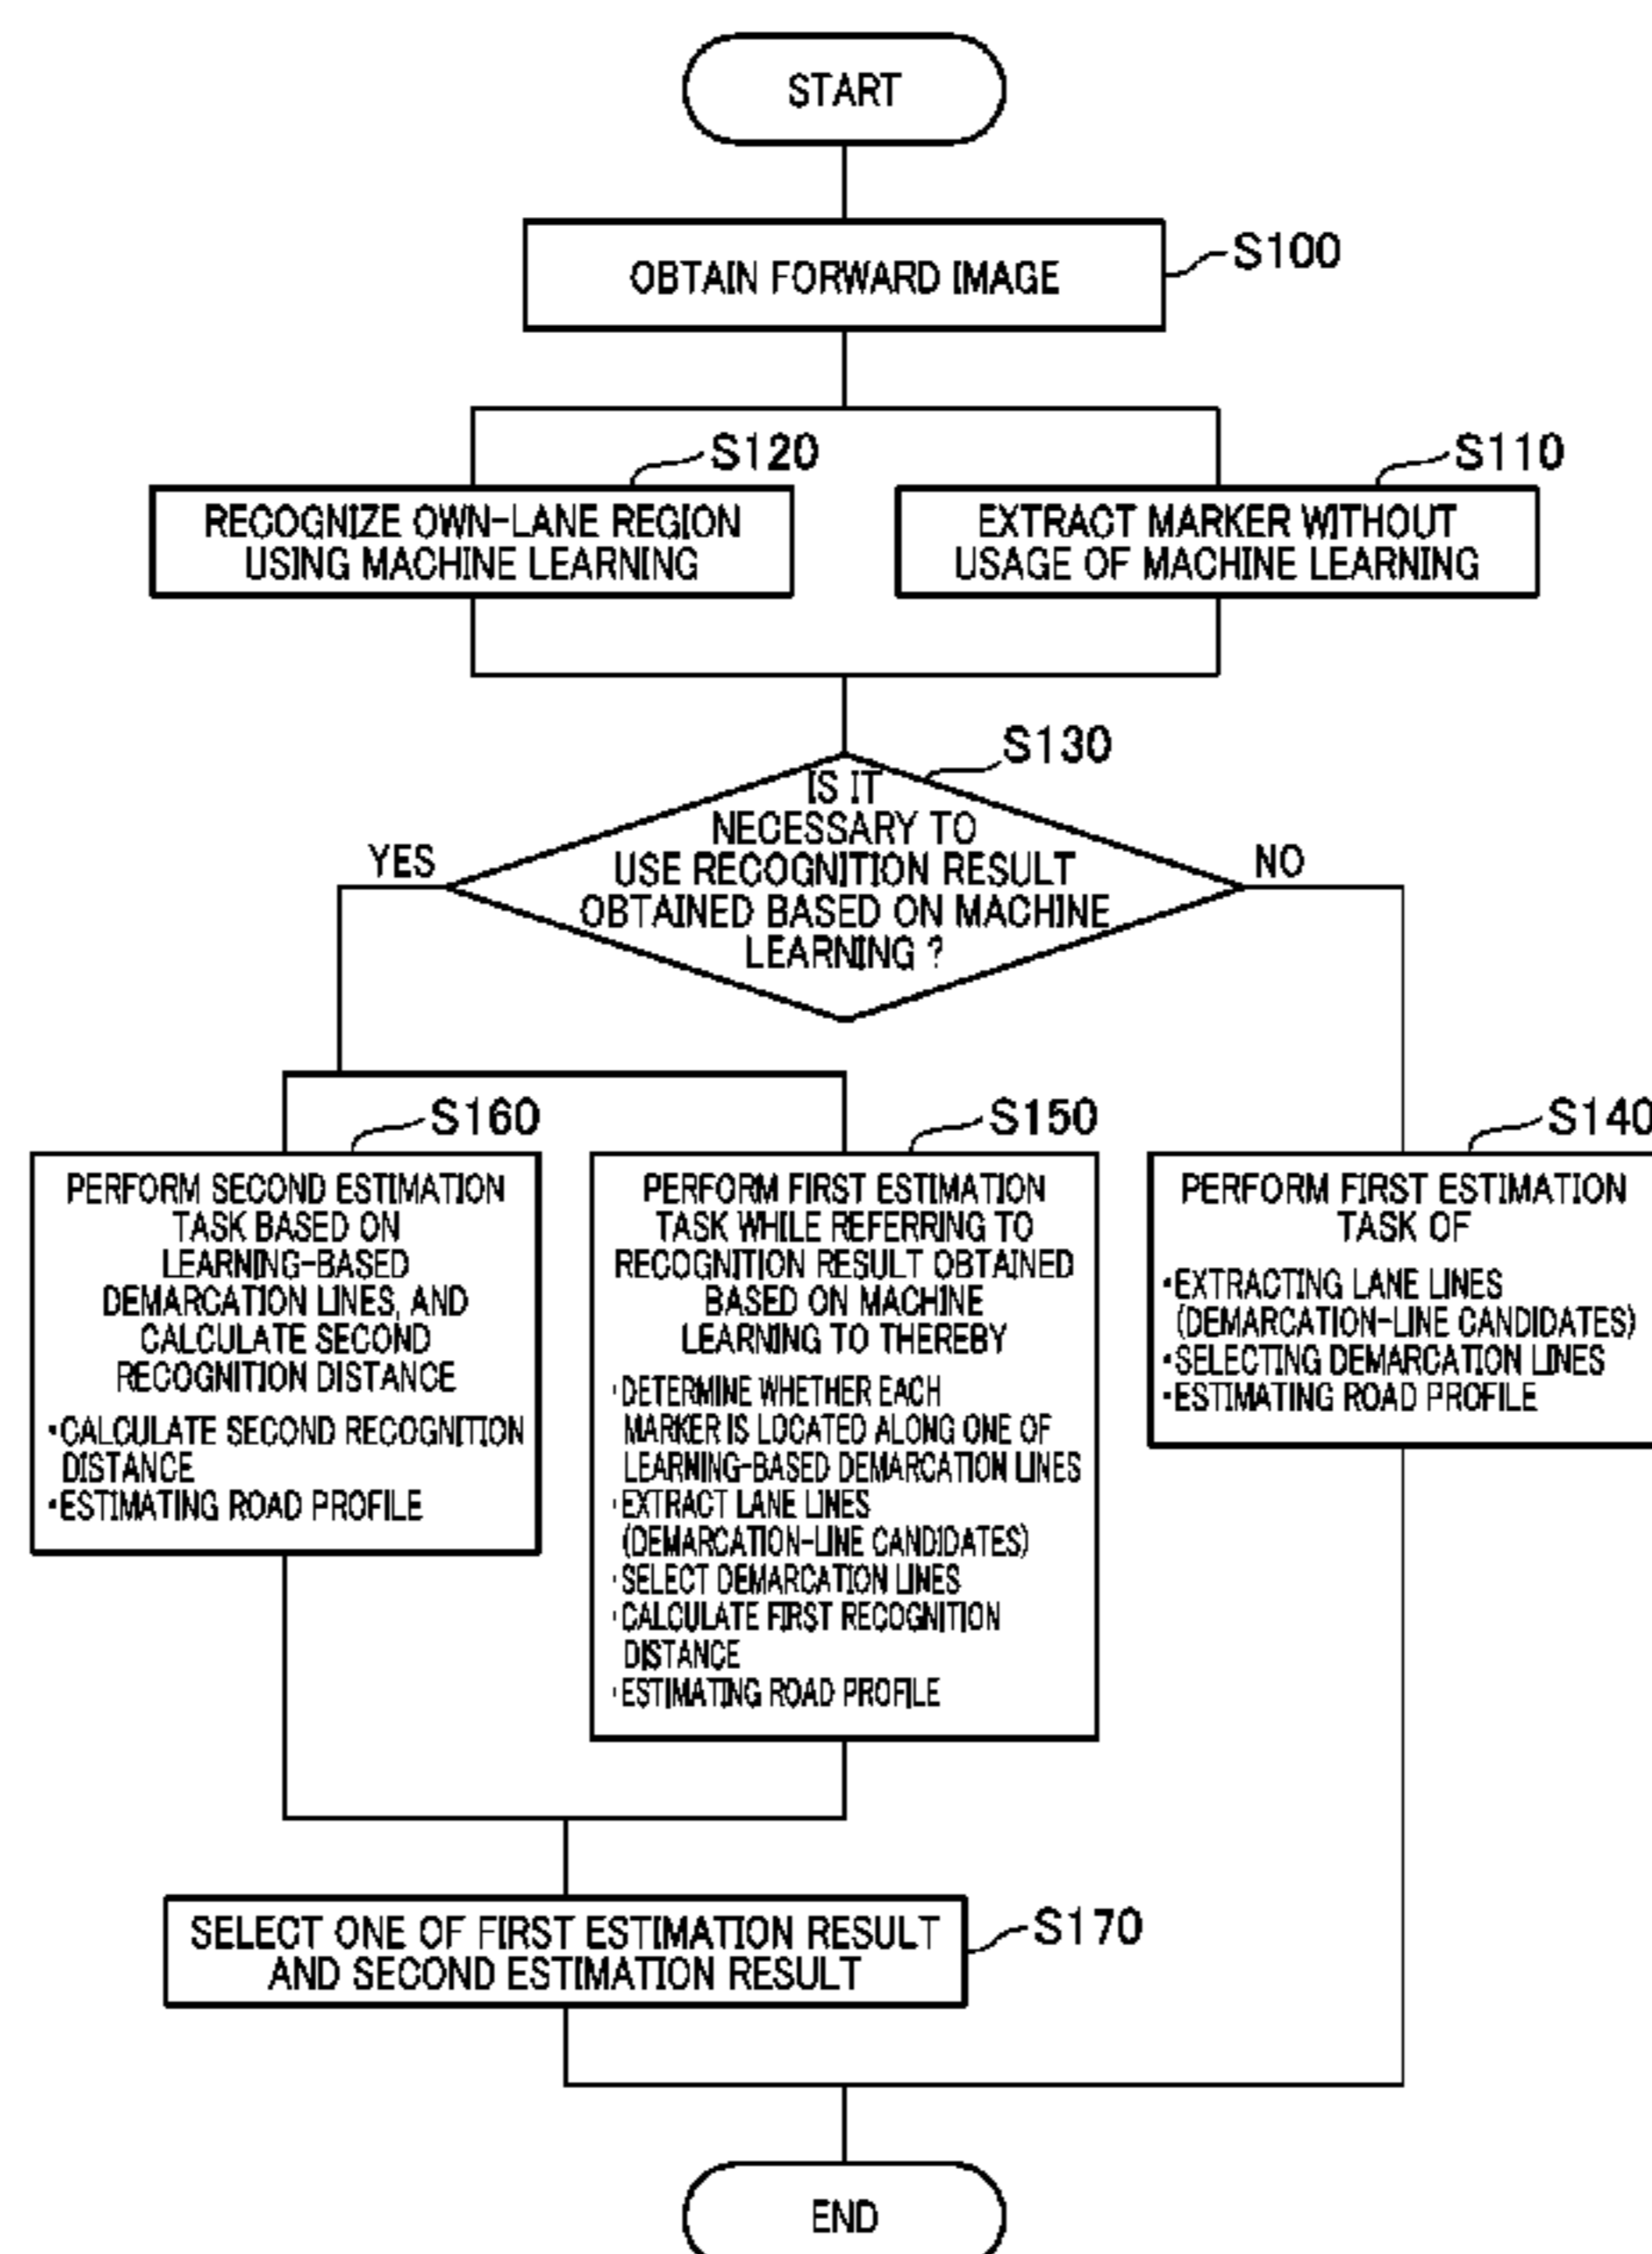 START
OBTAIN FORWARD IMAGE
S100
S120
RECOGNIZE OWN-LANE REGION
USING MACHINE LEARNING
S110
EXTRACT MARKER WITHOUT
USAGE OF MACHINE LEARNING
S130
IS IT
NECESSARY TO
USE RECOGNITION RESULT
OBTAINED BASED ON MACHINE
LEARNING ?
YES
NO
S160
PERFORM SECOND ESTIMATION
TASK BASED ON
LEARNING-BASED
DEMARCATION LINES, AND
CALCULATE SECOND
RECOGNITION DISTANCE
・CALCULATE SECOND RECOGNITION
DISTANCE
・ESTIMATING ROAD PROFILE
S150
PERFORM FIRST ESTIMATION
TASK WHILE REFERRING TO
RECOGNITION RESULT OBTAINED
BASED ON MACHINE
LEARNING TO THEREBY
・DETERMINE WHETHER EACH
MARKER IS LOCATED ALONG ONE OF
LEARNING-BASED DEMARCATION LINES
・EXTRACT LANE LINES
(DEMARCATION-LINE CANDIDATES)
・SELECT DEMARCATION LINES
・CALCULATE FIRST RECOGNITION
DISTANCE
・ESTIMATING ROAD PROFILE
S140
PERFORM FIRST ESTIMATION
TASK OF
・EXTRACTING LANE LINES
(DEMARCATION-LINE CANDIDATES)
・SELECTING DEMARCATION LINES
・ESTIMATING ROAD PROFILE
SELECT ONE OF FIRST ESTIMATION RESULT
AND SECOND ESTIMATION RESULT
S170
END